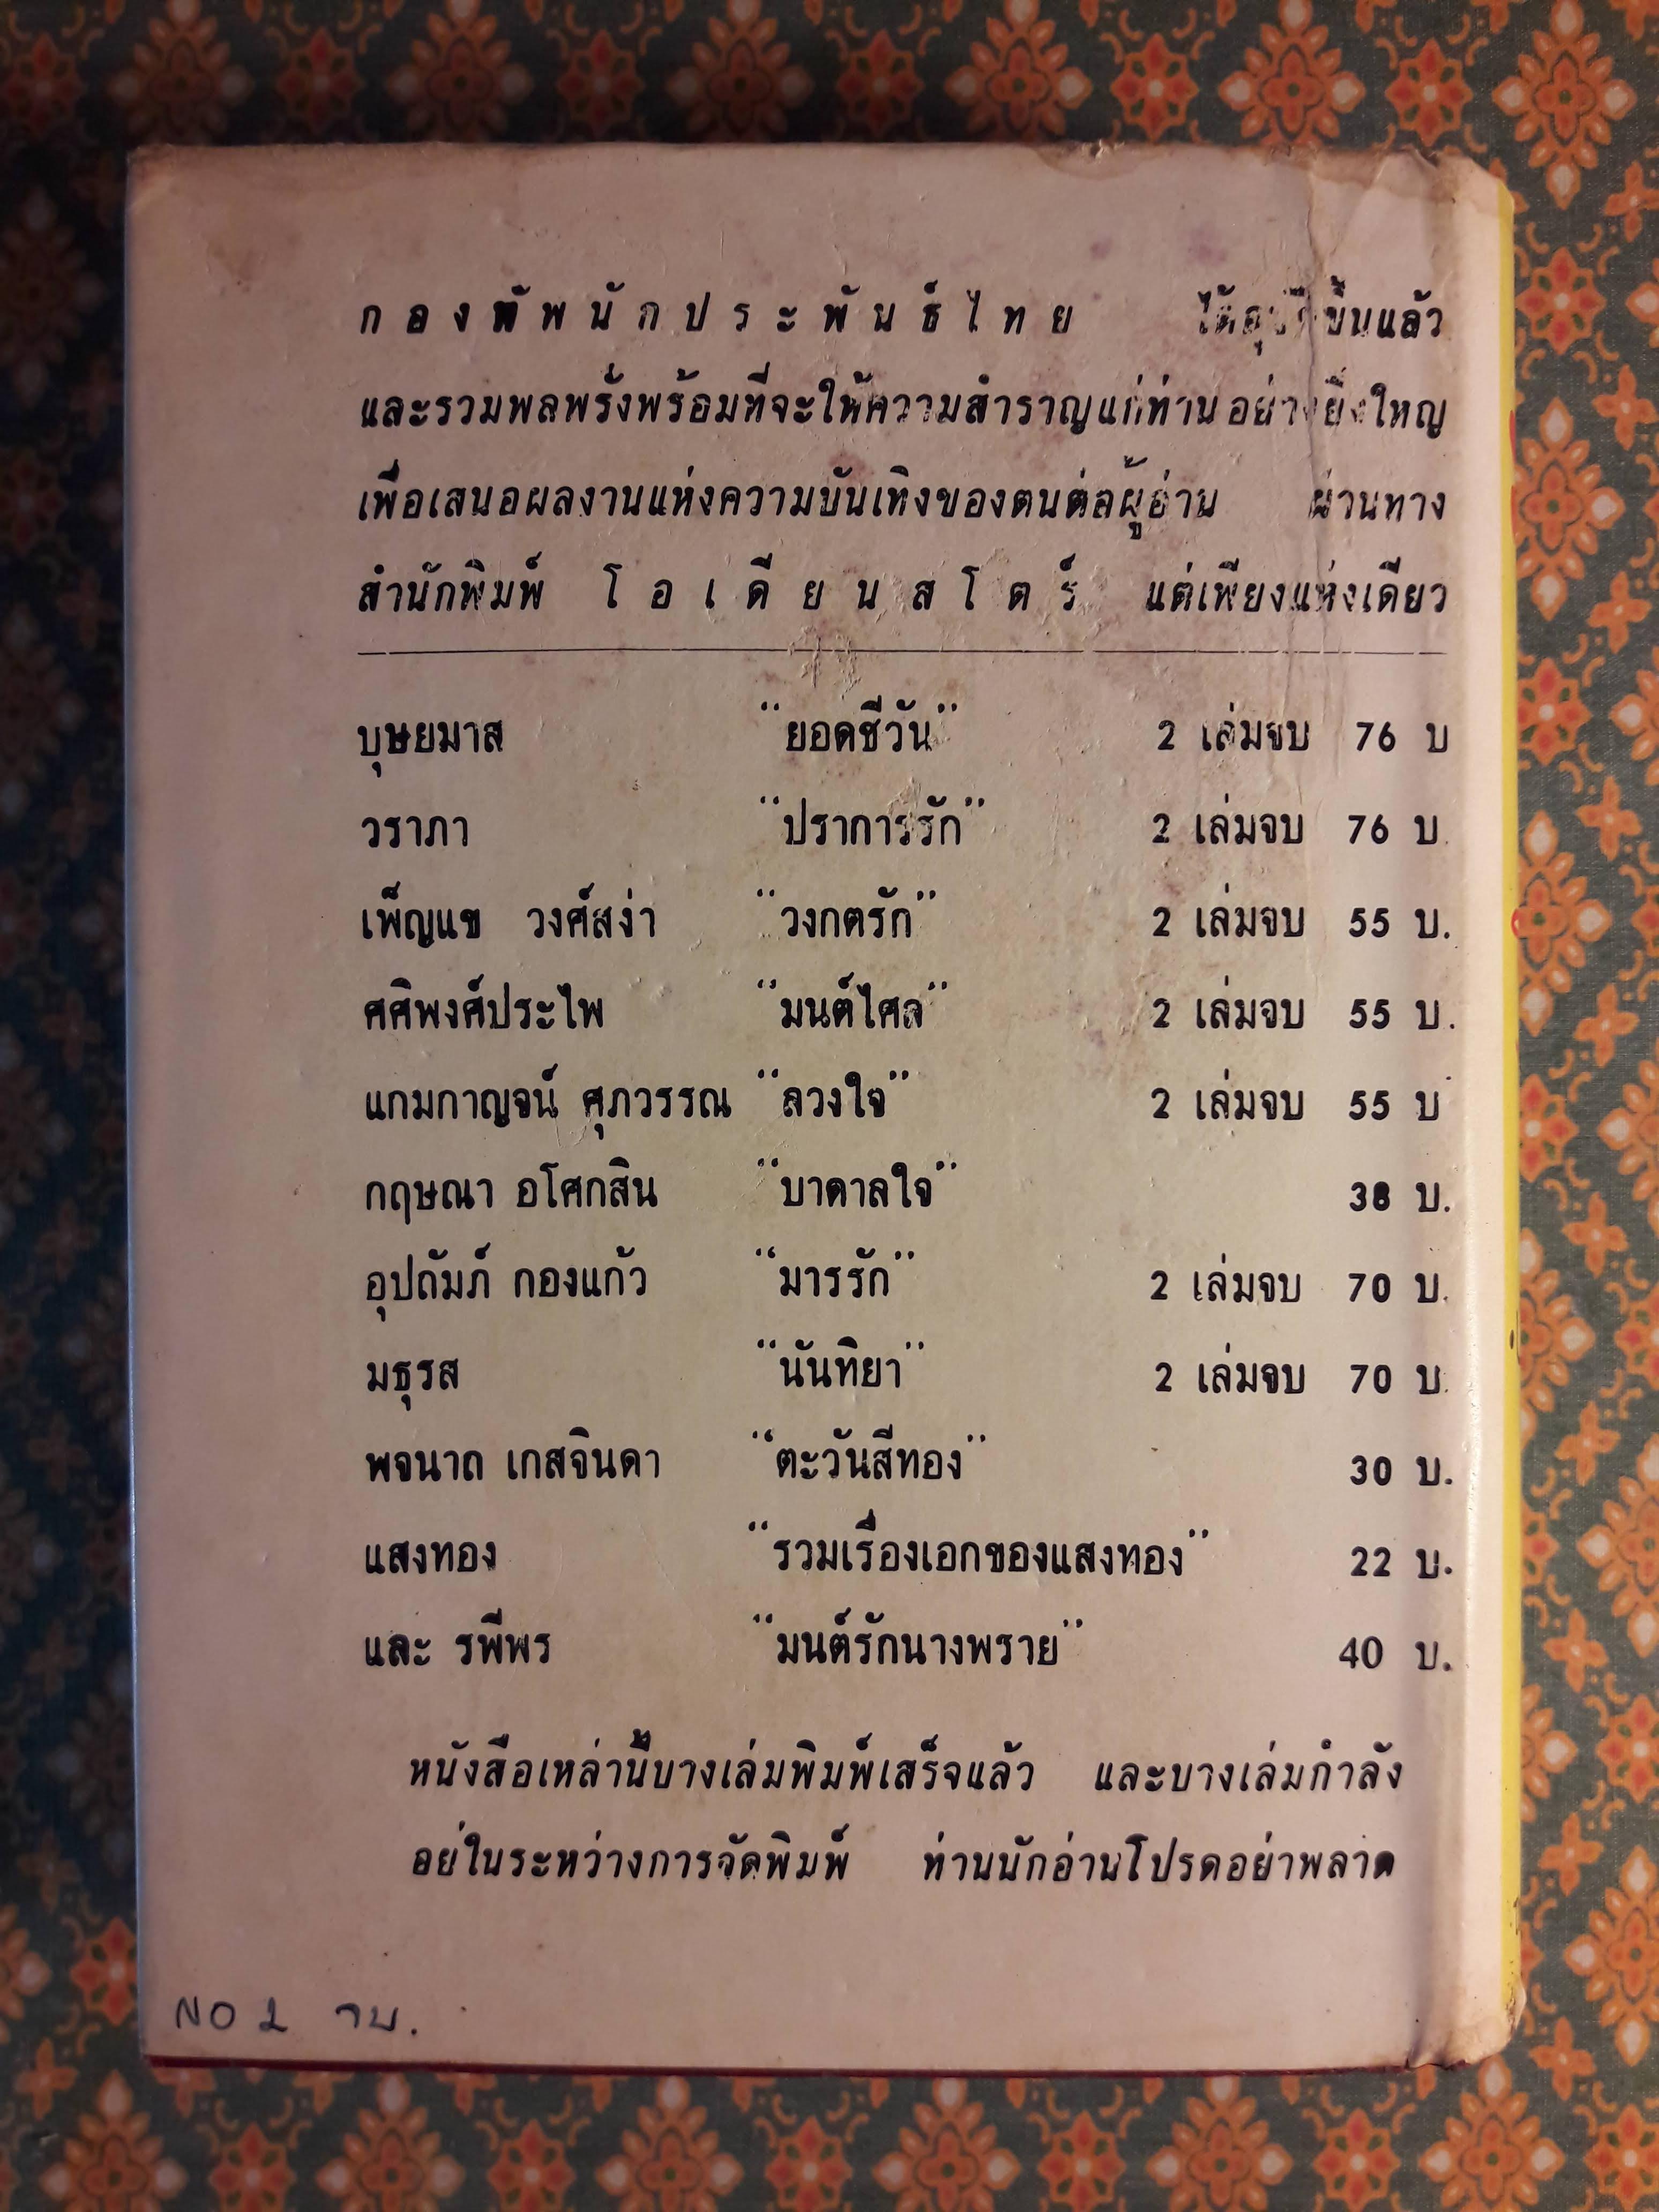 กองทัพนักประพันธ์ไทย ขึ้นแล้ว
และรวมพลพรั่งพร้อมที่จะให้ความสำราญแก่ท่านอย่างยิ่งใหญ่
เพื่อเสนอผลงานแห่งความบันเทิงของตนต่อผู้อ่าน ผ่านทาง
สำนักพิมพ์ โอเดียนสโตร์ แต่เพียงแห่งเดียว
บุษยมาส "ยอดชีวัน" 2 เล่มจบ 76 บ
วราภา "ปราการรัก" 2 เล่มจบ 76 บ.
เพ็ญแข วงศ์สง่า "วงกตรัก" 2 เล่มจบ 55 บ.
ศศิพงศ์ประไพ "มนต์ไศล" 2 เล่มจบ 55 บ.
แกมกาญจน์ ศุภวรรณ "ลวงใจ" 2 เล่มจบ 55 บ
กฤษณา อโศกสิน "บาดาลใจ" 38 บ.
อุปถัมภ์ กองแก้ว "มารรัก" 2 เล่มจบ 70 บ.
มธุรส "นันทิยา" 2 เล่มจบ 70 บ.
พจนาถ เกสจินดา "ตะวันสีทอง" 30 บ.
แสงทอง "รวมเรื่องเอกของแสงทอง" 22 บ.
และ รพีพร "มนต์รักนางพราย" 40 บ.
หนังสือเหล่านี้บางเล่มพิมพ์เสร็จแล้ว และบางเล่มกำลัง
อยู่ในระหว่างการจัดพิมพ์ ท่านนักอ่านโปรดอย่าพลาด
NO 2 จบ.